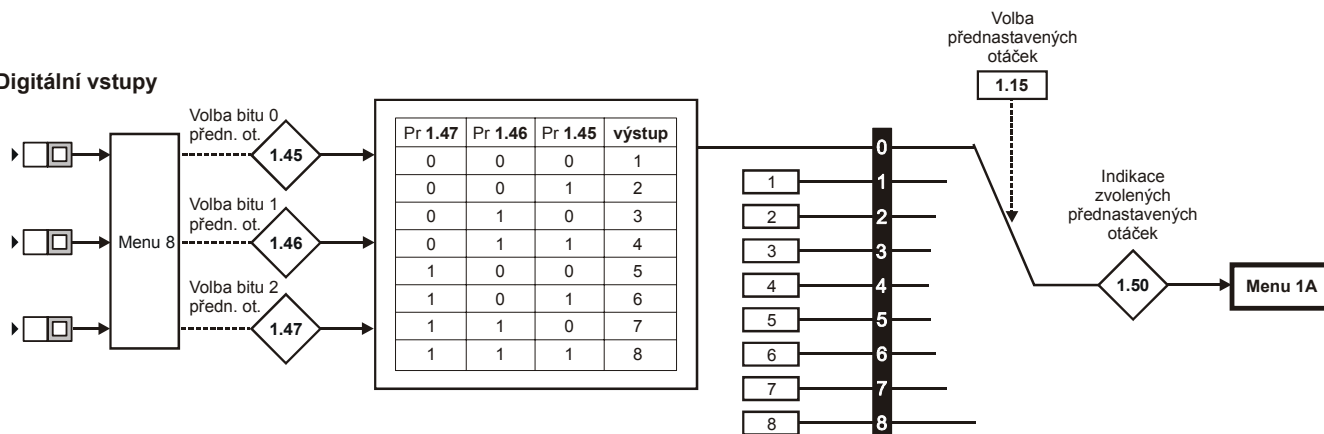 Volba
přednastavených
otáček
1.15
Digitální vstupy
Volba bitu 0
předn. ot.
1.45
Volba bitu 1
předn. ot.
1.46
Menu 8
Volba bitu 2
předn. ot.
1.47
Pr 1.47 Pr 1.46 Pr 1.45 výstup
0 0 0 1
0 0 1 2
0 1 0 3
0 1 1 4
1 0 0 5
1 0 1 6
1 1 0 7
1 1 1 8
0
1 1
2 2
3 3
4 4
5 5
6 6
7 7
8 8
Indikace
zvolených
přednastavených
otáček
1.50
Menu 1A